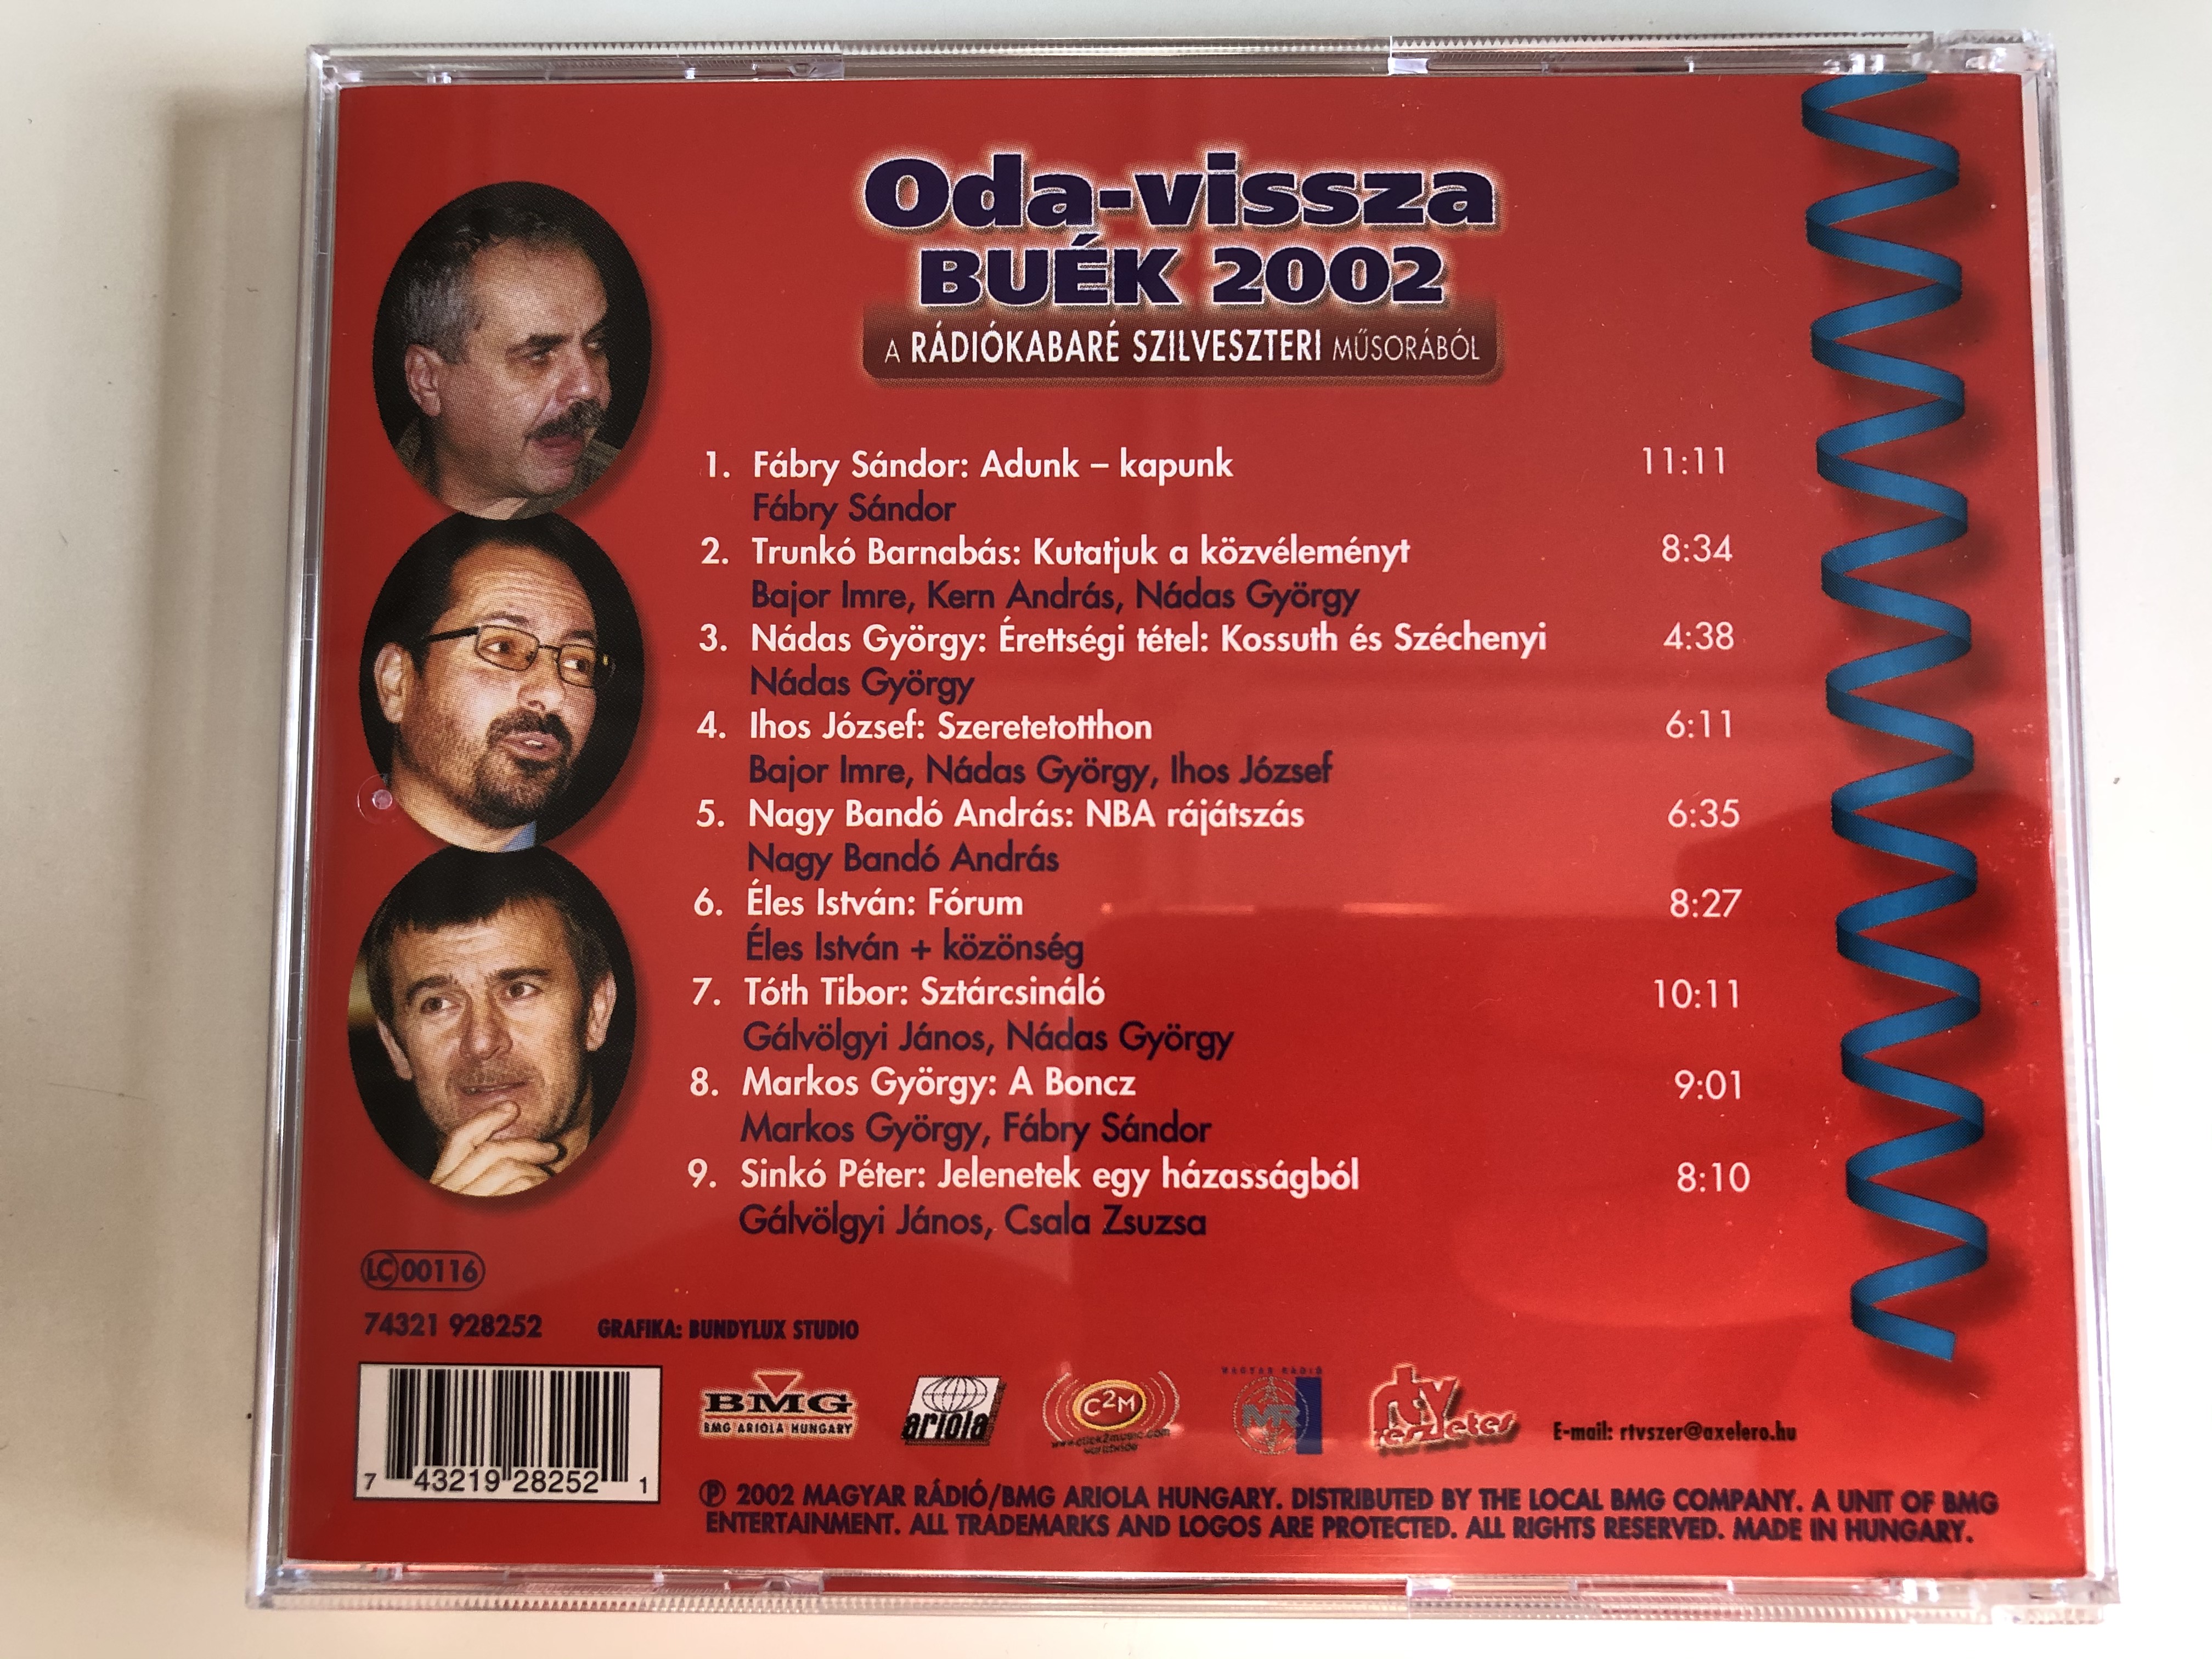 Oda-vissza
BUÉK 2002
A RÁDIÓKABARÉ SZILVESZTERI MŰSORÁBÓL
1. Fábry Sándor: Adunk – kapunk 11:11
Fábry Sándor
2. Trunkó Barnabás: Kutatjuk a közvéleményt 8:34
Bajor Imre, Kern András, Nádas György
3. Nádas György: Érettségi tétel: Kossuth és Széchenyi 4:38
Nádas György
4. Ihos József: Szeretetotthon 6:11
Bajor Imre, Nádas György, Ihos József
5. Nagy Bandó András: NBA rájátszás 6:35
Nagy Bandó András
6. Éles István: Fórum 8:27
Éles István + közönség
7. Tóth Tibor: Sztárcsináló 10:11
Gálvölgyi János, Nádas György
8. Markos György: A Boncz 9:01
Markos György, Fábry Sándor
9. Sinkó Péter: Jelenetek egy házasságból 8:10
Gálvölgyi János, Csala Zsuzsa
LC 00116
74321 928252 GRAFIKA: BUNDYLUX STUDIO
7 43219 28252 1
BMG
BMG ARIOLA HUNGARY
ariola
C2M
www.click2music.com
worldwide
MAGYAR RÁDIÓ
MR
rtv
részletes
E-mail: rtvszer@axelero.hu
Ⓟ 2002 MAGYAR RÁDIÓ/BMG ARIOLA HUNGARY. DISTRIBUTED BY THE LOCAL BMG COMPANY. A UNIT OF BMG
ENTERTAINMENT. ALL TRADEMARKS AND LOGOS ARE PROTECTED. ALL RIGHTS RESERVED. MADE IN HUNGARY.